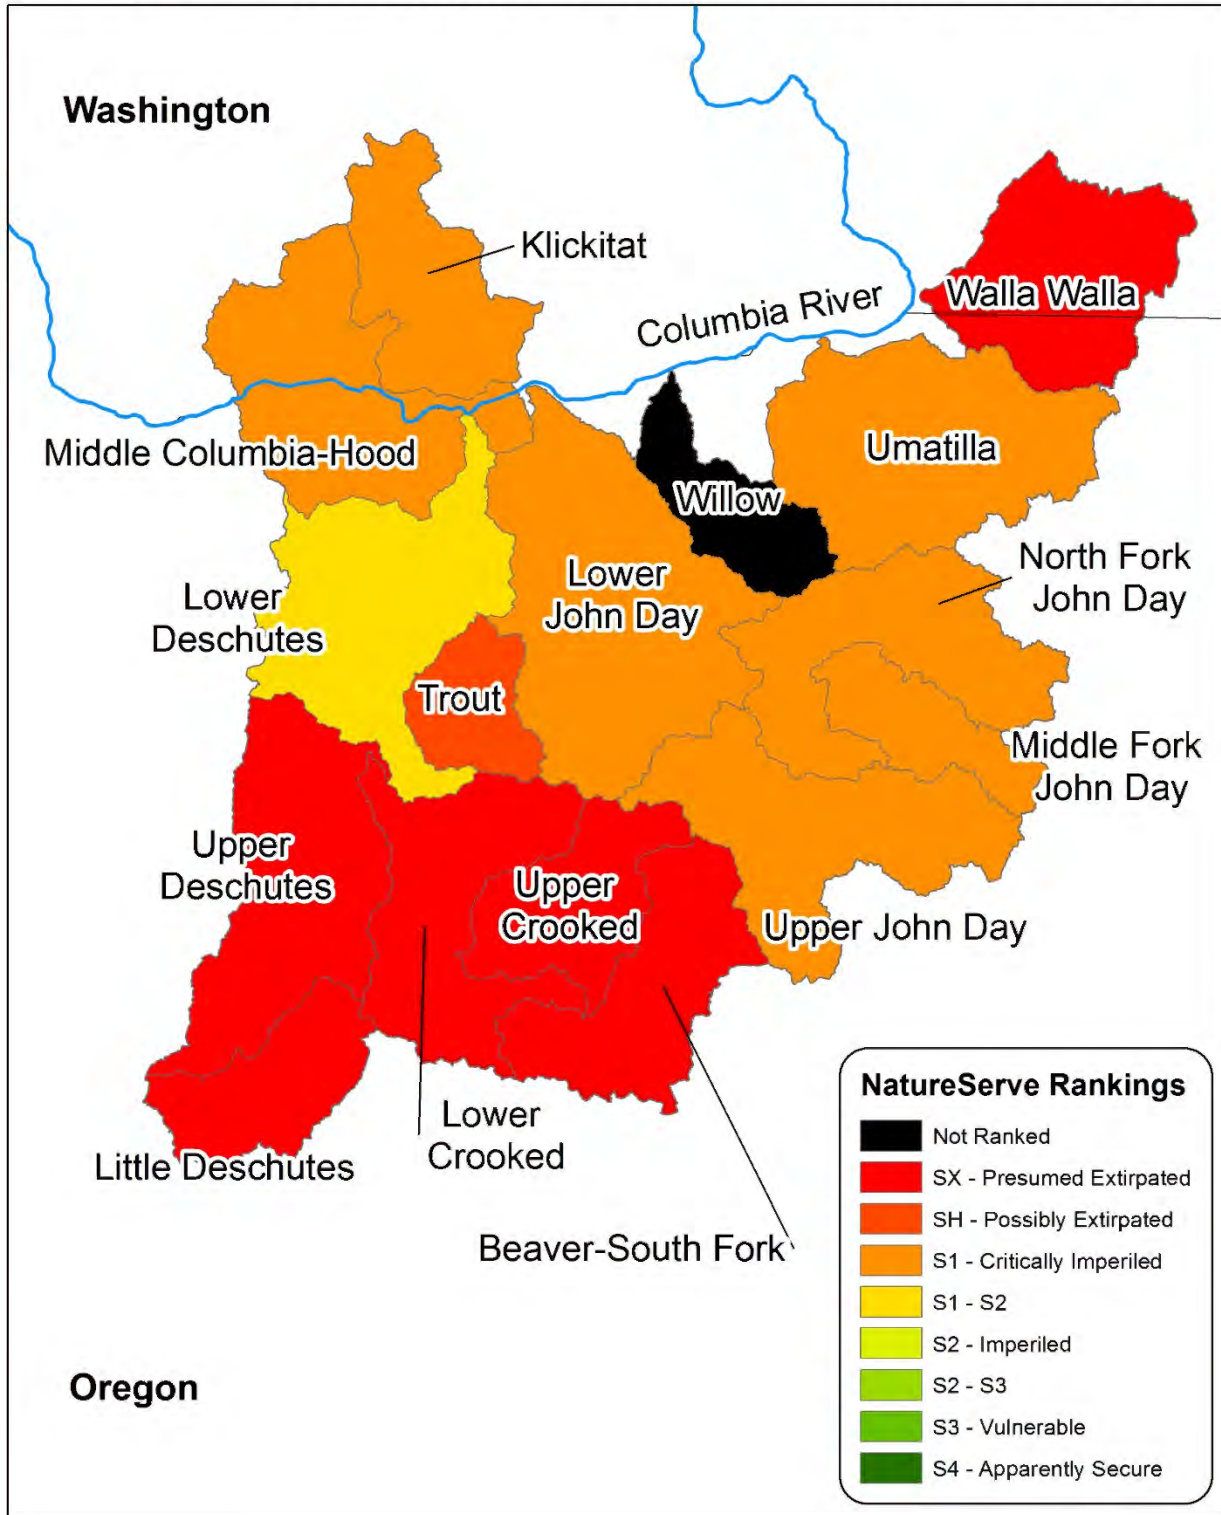 Washington
Klickitat
Columbia River
Walla Walla
Middle Columbia-Hood
Umatilla
Willow
North Fork
John Day
Lower
John Day
Lower
Deschutes
Trout
Middle Fork
John Day
Upper
Deschutes
Upper
Crooked
Upper John Day
Lower
Crooked
Little Deschutes
Beaver-South Fork
Oregon
NatureServe Rankings
Not Ranked
SX - Presumed Extirpated
SH - Possibly Extirpated
S1 - Critically Imperiled
S1 - S2
S2 - Imperiled
S2 - S3
S3 - Vulnerable
S4 - Apparently Secure